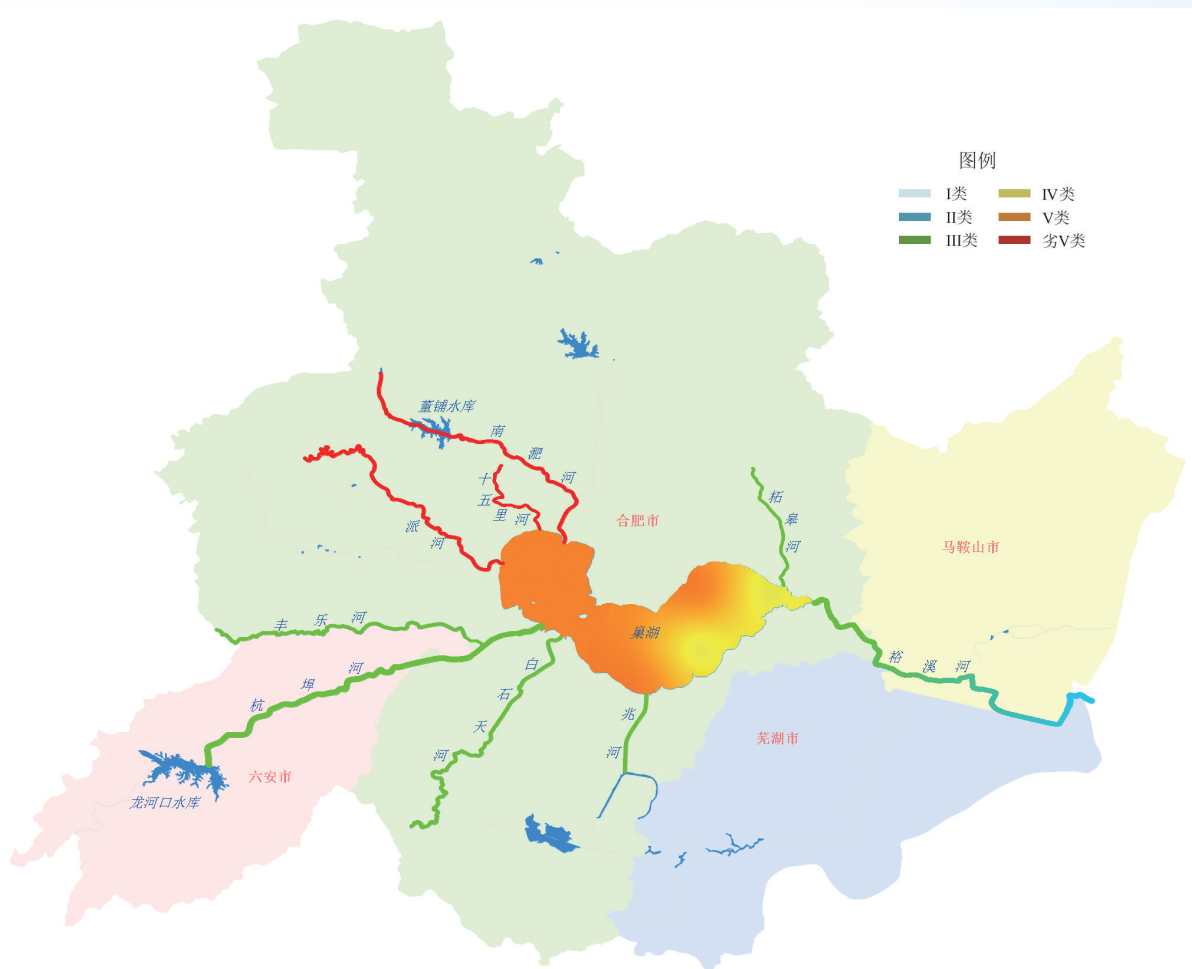 图例
I类
IV类
II类
V类
III类
劣V类
董铺水库
南淝河
十五里河
派河
合肥市
柘皋河
马鞍山市
丰乐河
巢湖
杭埠河
白石天河
裕溪河
兆河
芜湖市
六安市
龙河口水库